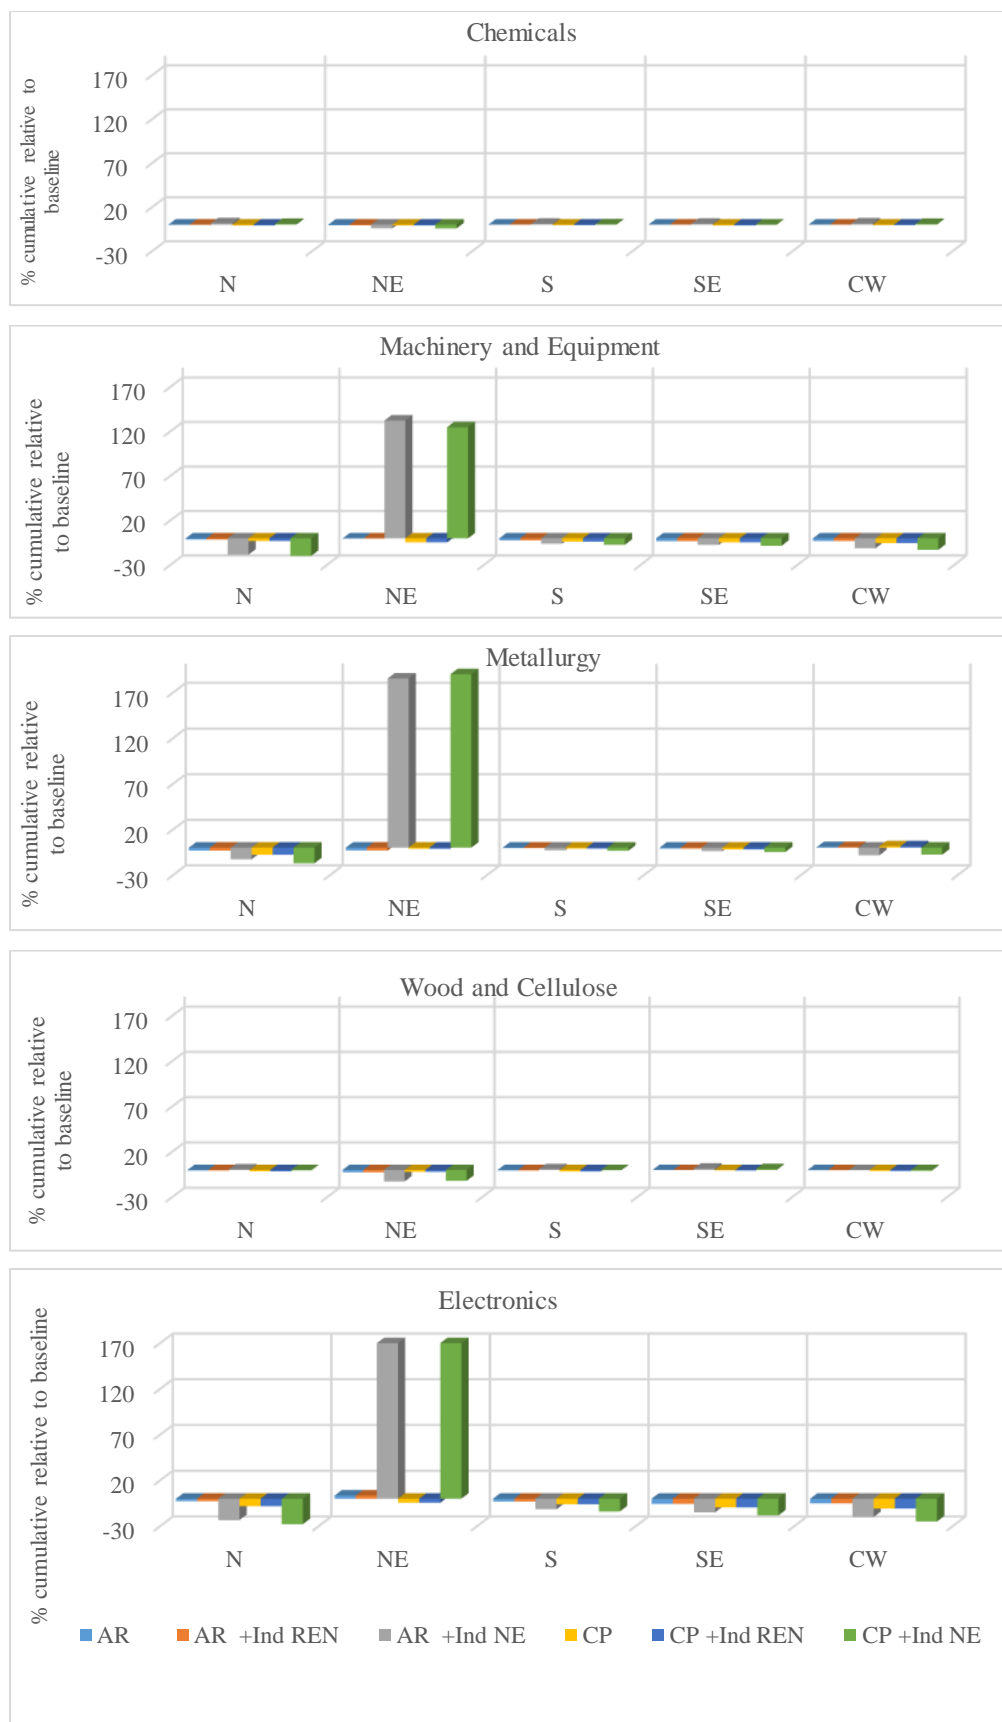 Chemicals
% cumulative relative to
baseline
170
120
70
20
-30
N NE S SE CW
Machinery and Equipment
% cumulative relative
to baseline
170
120
70
20
-30
N NE S SE CW
Metallurgy
% cumulative relative
to baseline
170
120
70
20
-30
N NE S SE CW
Wood and Cellulose
% cumulative relative
to baseline
170
120
70
20
-30
N NE S SE CW
Electronics
% cumulative relative to baseline
170
120
70
20
-30
N NE S SE CW
AR AR +Ind REN AR +Ind NE CP CP +Ind REN CP +Ind NE